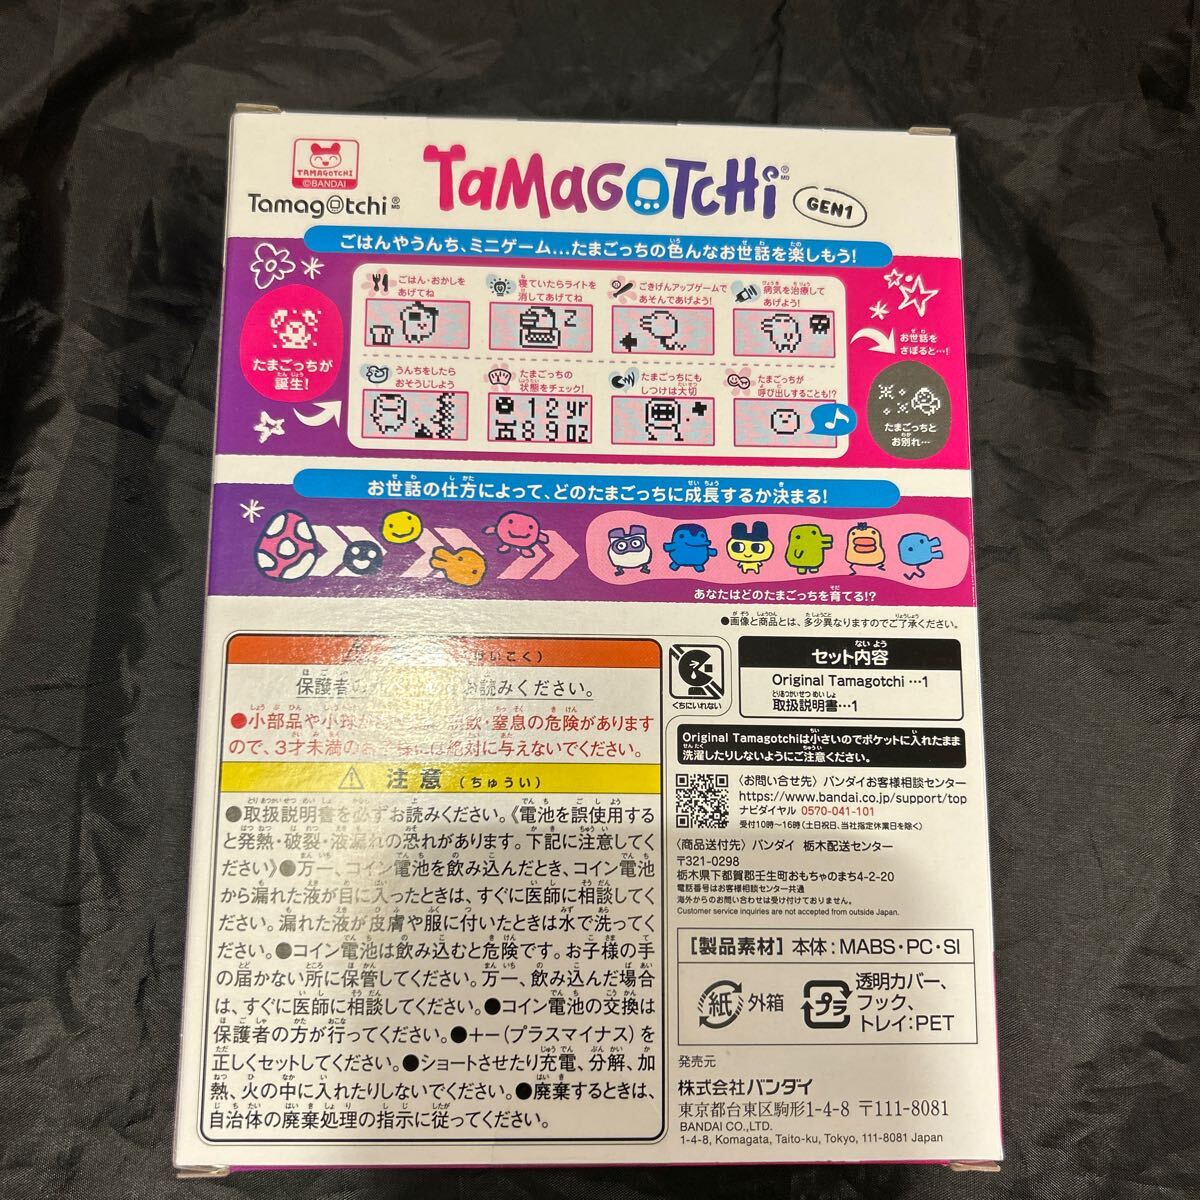 TAMAGOTCHI
©BANDAI
Tamagotchi® MD
TaMaGoTCHi® MD
GEN1
ごはんやうんち、ミニゲーム…たまごっちの色んなお世話を楽しもう!
たまごっちが
誕生!
ごはん・おかしを
あげてね
寝ていたらライトを
消してあげてね
ごきげんアップゲームで
あそんであげよう!
病気を治療して
あげよう!
うんちをしたら
おそうじしよう
たまごっちの
状態をチェック!
12yr
89oz
たまごっちにも
しつけは大切
たまごっちが
呼び出しすることも!?
お世話を
さぼると…!
たまごっちと
お別れ…
お世話の仕方によって、どのたまごっちに成長するか決まる!
あなたはどのたまごっちを育てる!?
●画像と商品とは、多少異なりますのでご了承ください。
けいこく)
保護者の
お読みください。
●小部品や
窒息の危険があります
ので、3才未満の
には絶対に与えないでください。
注意(ちゅうい)
●取扱説明書を必ずお読みください。《電池を誤使用する
と発熱・破裂・液漏れの恐れがあります。下記に注意してく
ださい》●万一、コイン電池を飲み込んだとき、コイン電池
から漏れた液が目に入ったときは、すぐに医師に相談してく
ださい。漏れた液が皮膚や服に付いたときは水で洗ってくだ
さい。●コイン電池は飲み込むと危険です。お子様の手
の届かない所に保管してください。万一、飲み込んだ場合
は、すぐに医師に相談してください。●コイン電池の交換は
保護者の方が行ってください。●+−(プラスマイナス)を
正しくセットしてください。●ショートさせたり充電、分解、加
熱、火の中に入れたりしないでください。●廃棄するときは、
自治体の廃棄処理の指示に従ってください。
くちにいれない
セット内容
Original Tamagotchi…1
取扱説明書…1
Original Tamagotchiは小さいのでポケットに入れたまま
洗濯したりしないようにご注意ください。
〈お問い合せ先〉バンダイお客様相談センター
https://www.bandai.co.jp/support/top
ナビダイヤル 0570-041-101
受付10時〜16時(土日祝日、当社指定休業日を除く)
〈商品送付先〉バンダイ 栃木配送センター
〒321-0298
栃木県下都賀郡壬生町おもちゃのまち4-2-20
電話番号はお客様相談センター共通
海外からのお問い合せは受け付けておりません。
Customer service inquiries are not accepted from outside Japan.
[製品素材] 本体:MABS・PC・SI
紙 外箱
プラ 透明カバー、
フック、
トレイ:PET
発売元
株式会社バンダイ
東京都台東区駒形1-4-8 〒111-8081
BANDAI CO.,LTD.
1-4-8, Komagata, Taito-ku, Tokyo, 111-8081 Japan